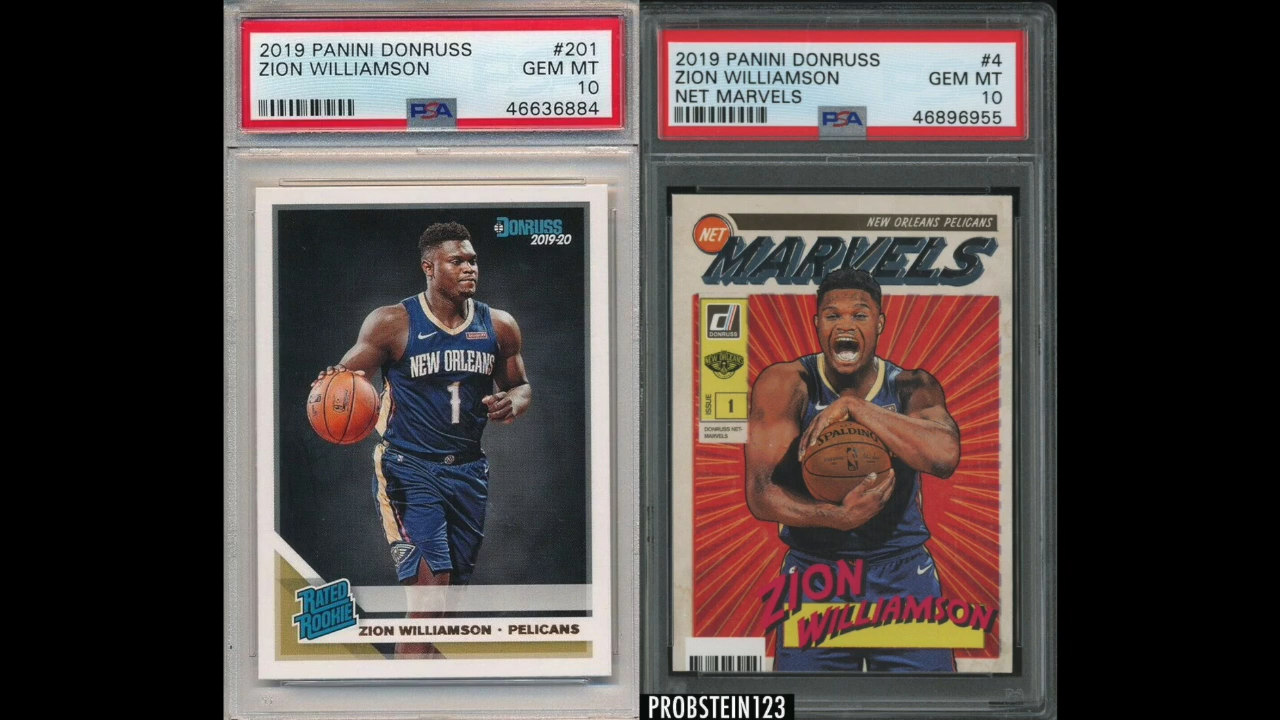 2019 PANINI DONRUSS #201
ZION WILLIAMSON GEM MT
10
PSA 46636884
DONRUSS
2019-20
NEW ORLEANS
1
RATED
ROOKIE
ZION WILLIAMSON · PELICANS
2019 PANINI DONRUSS #4
ZION WILLIAMSON GEM MT
NET MARVELS 10
PSA 46896955
NEW ORLEANS PELICANS
NET
MARVELS
d
DONRUSS
NEW ORLEANS
ISSUE 1
DONRUSS NET-
MARVELS
SPALDING
ZION
WILLIAMSON
PROBSTEIN123